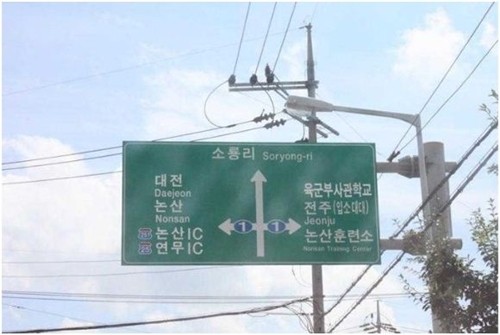 소룡리 Soryong-ri
대전
Daejeon
논산
Nonsan
논산IC
연무IC
1
1
육군부사관학교
전주(입소대대)
Jeonju
논산훈련소
Nonsan Training Center